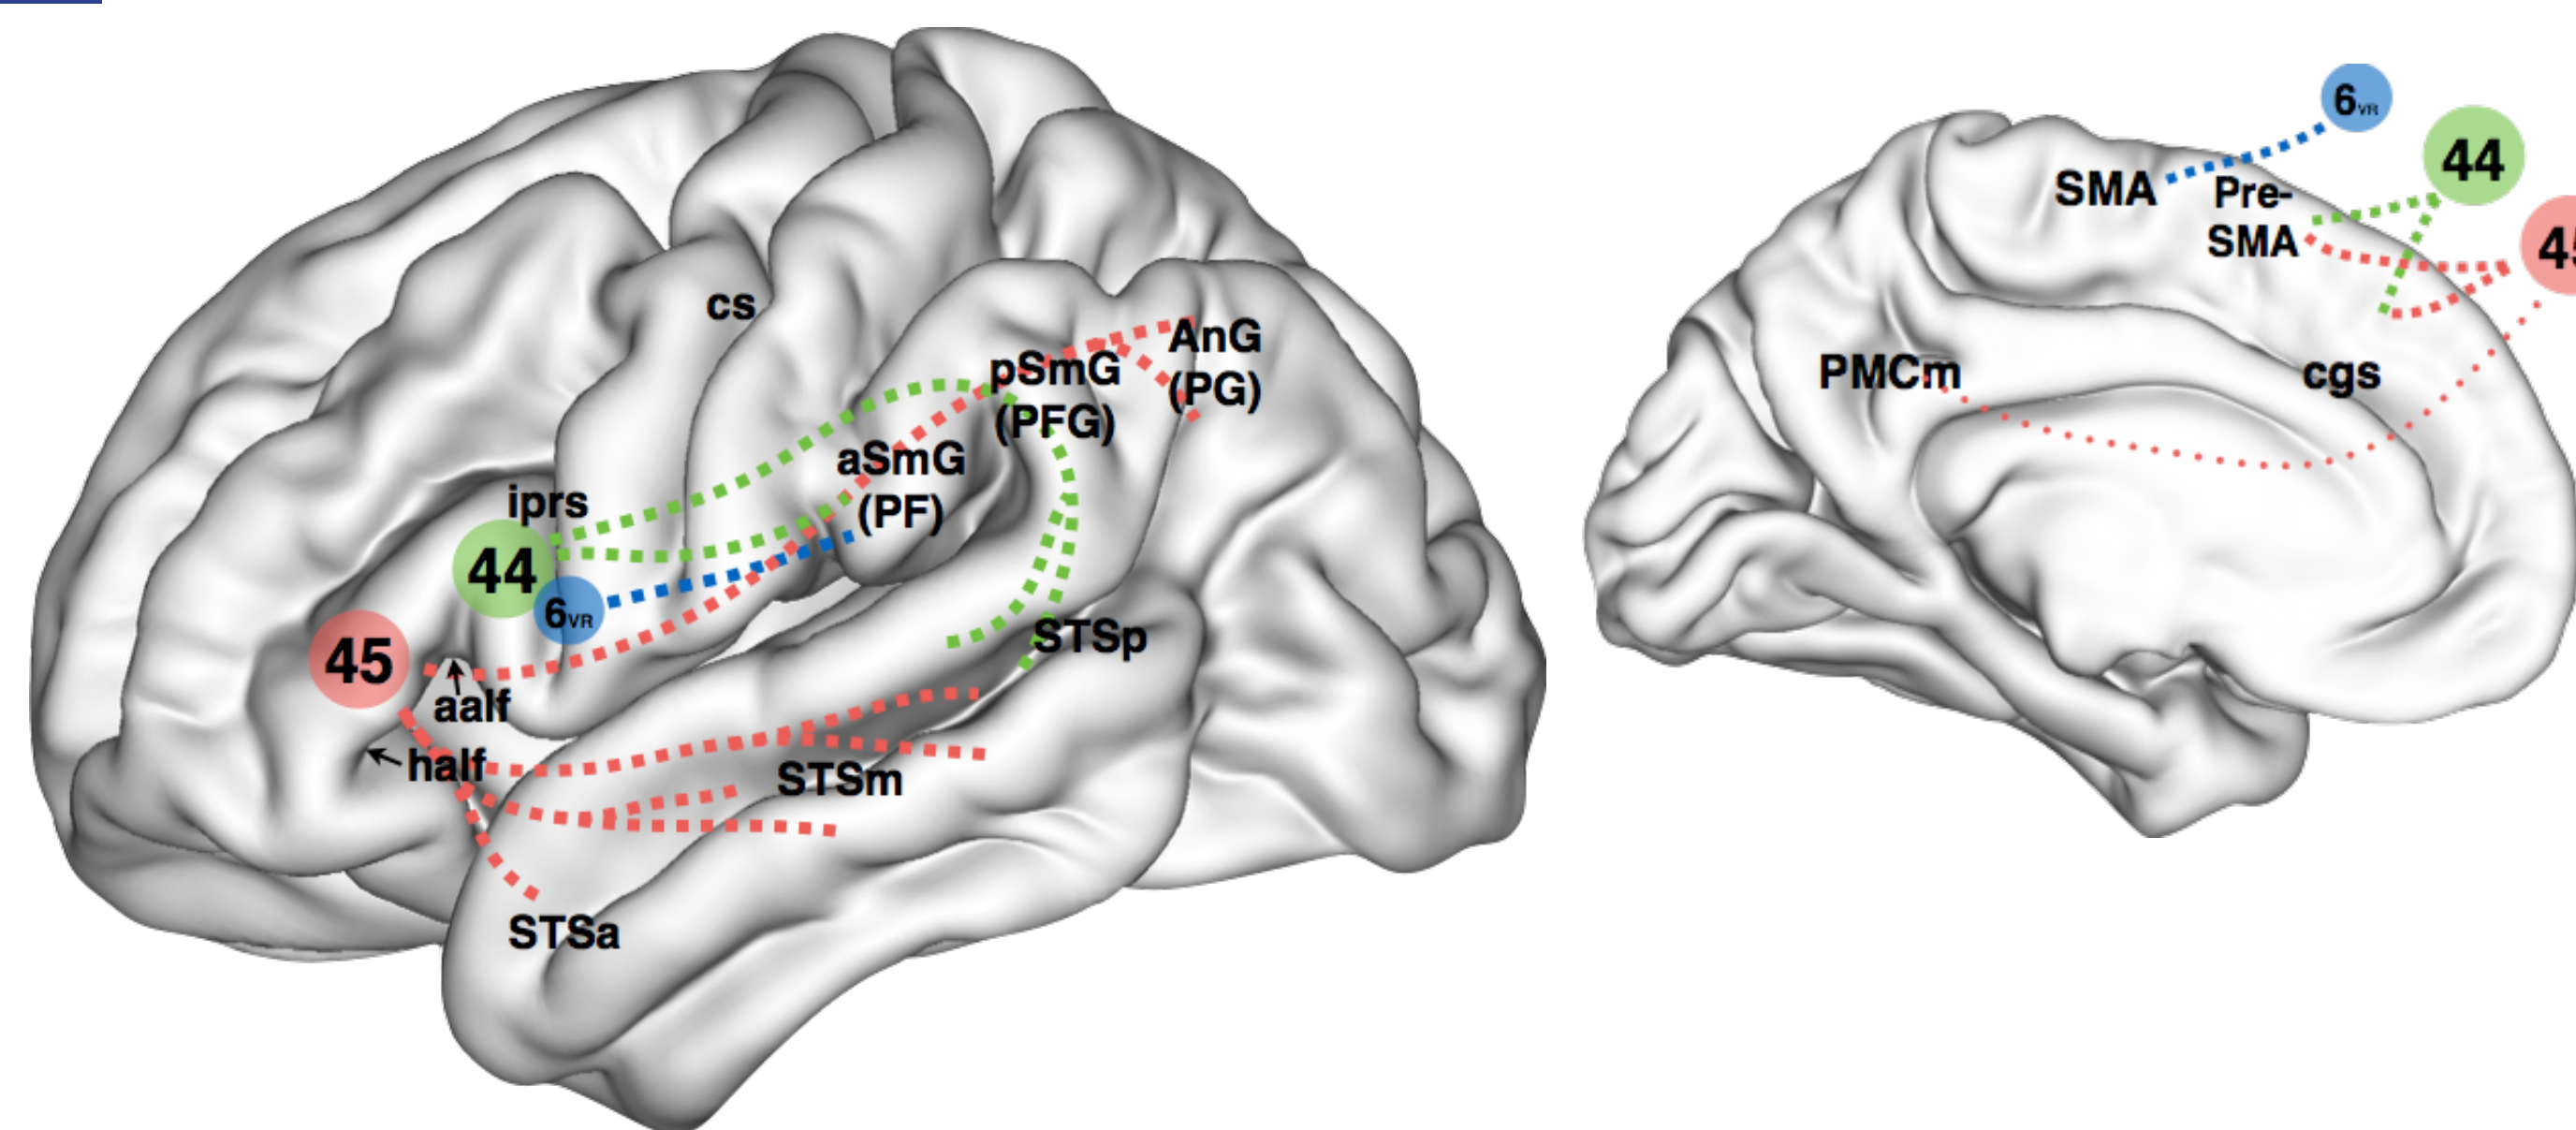 cs
AnG
(PG)
pSmG
(PFG)
aSmG
(PF)
iprs
44
6VR
45
STSp
aalf
half
STSm
STSa
6VR
44
SMA
Pre-
SMA
45
PMCm
cgs